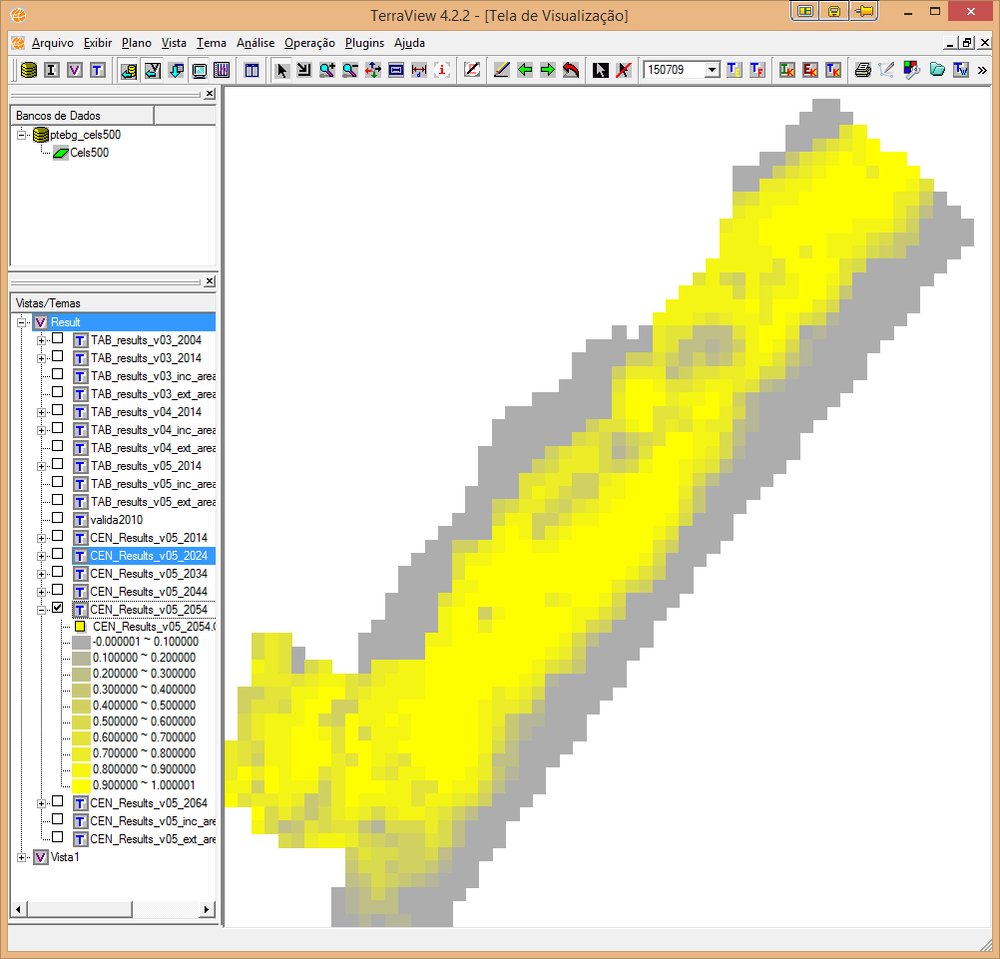 TerraView 4.2.2 - [Tela de Visualização]
Arquivo Exibir Plano Vista Tema Análise Operação Plugins Ajuda
150709
Bancos de Dados
ptebg_cels500
Cels500
Vistas/Temas
Result
TAB_results_v03_2004
TAB_results_v03_2014
TAB_results_v03_inc_area
TAB_results_v03_ext_area
TAB_results_v04_2014
TAB_results_v04_inc_area
TAB_results_v04_ext_area
TAB_results_v05_2014
TAB_results_v05_inc_area
TAB_results_v05_ext_area
valida2010
CEN_Results_v05_2014
CEN_Results_v05_2024
CEN_Results_v05_2034
CEN_Results_v05_2044
CEN_Results_v05_2054
CEN_Results_v05_2054.
-0.000001 ~ 0.100000
0.100000 ~ 0.200000
0.200000 ~ 0.300000
0.300000 ~ 0.400000
0.400000 ~ 0.500000
0.500000 ~ 0.600000
0.600000 ~ 0.700000
0.700000 ~ 0.800000
0.800000 ~ 0.900000
0.900000 ~ 1.000001
CEN_Results_v05_2064
CEN_Results_v05_inc_are
CEN_Results_v05_ext_are
Vista1